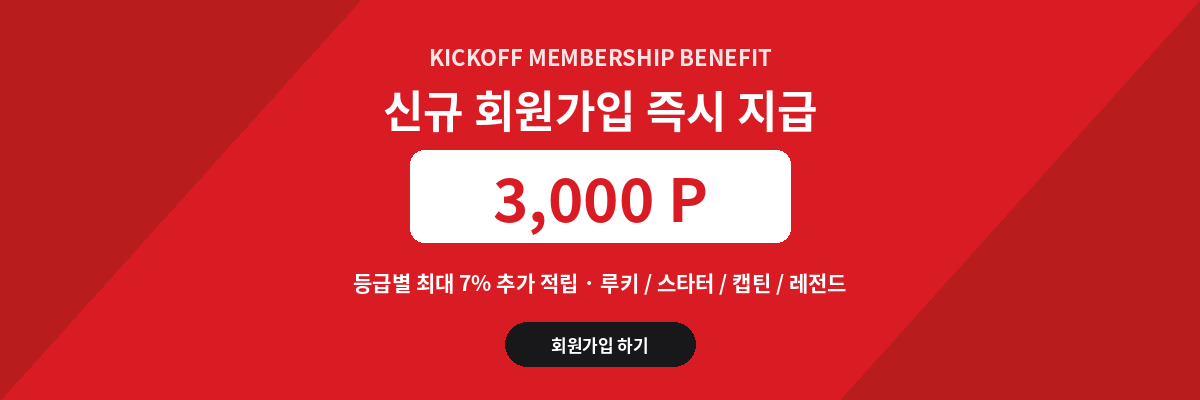 KICKOFF MEMBERSHIP BENEFIT
신규 회원가입 즉시 지급
3,000 P
등급별 최대 7% 추가 적립 · 루키 / 스타터 / 캡틴 / 레전드
회원가입 하기